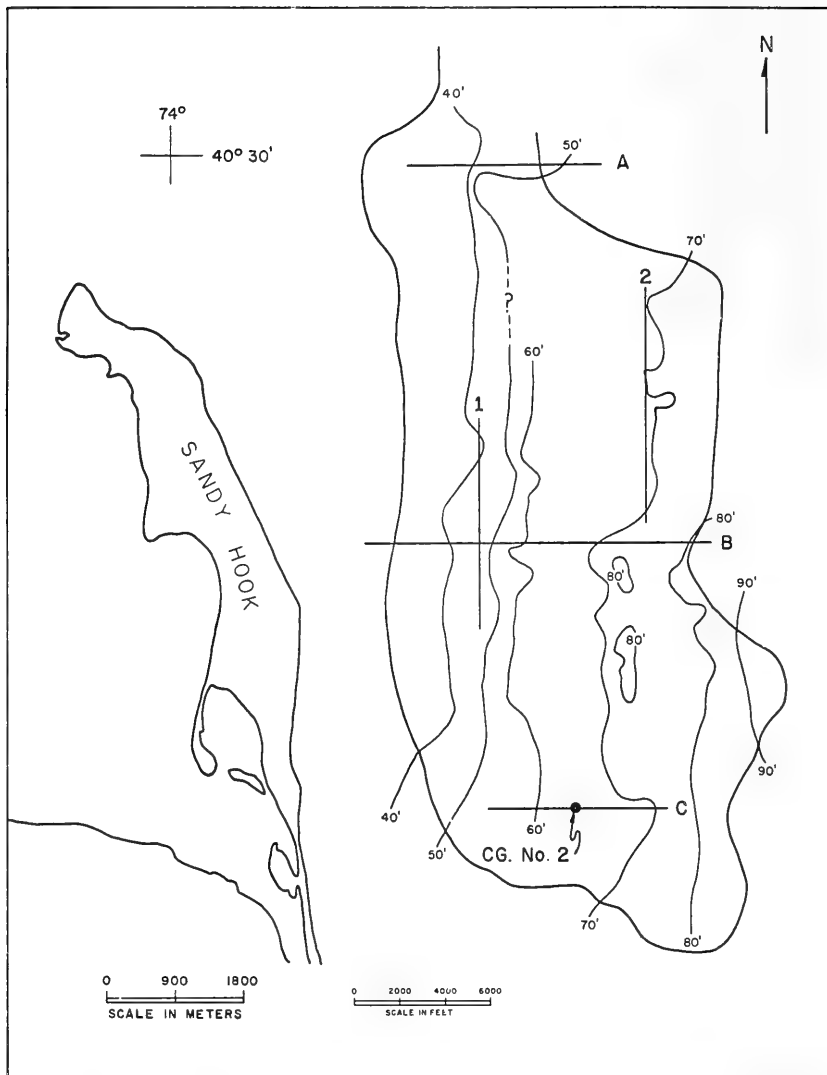 N
40'
74°
40° 30'
50'
A
70'
2
?
60'
1
SANDY HOOK
80'
B
80'
90'
80'
90'
40'
60'
C
50'
CG. No. 2
70'
80'
0 900 1800
SCALE IN METERS
0 2000 4000 6000
SCALE IN FEET